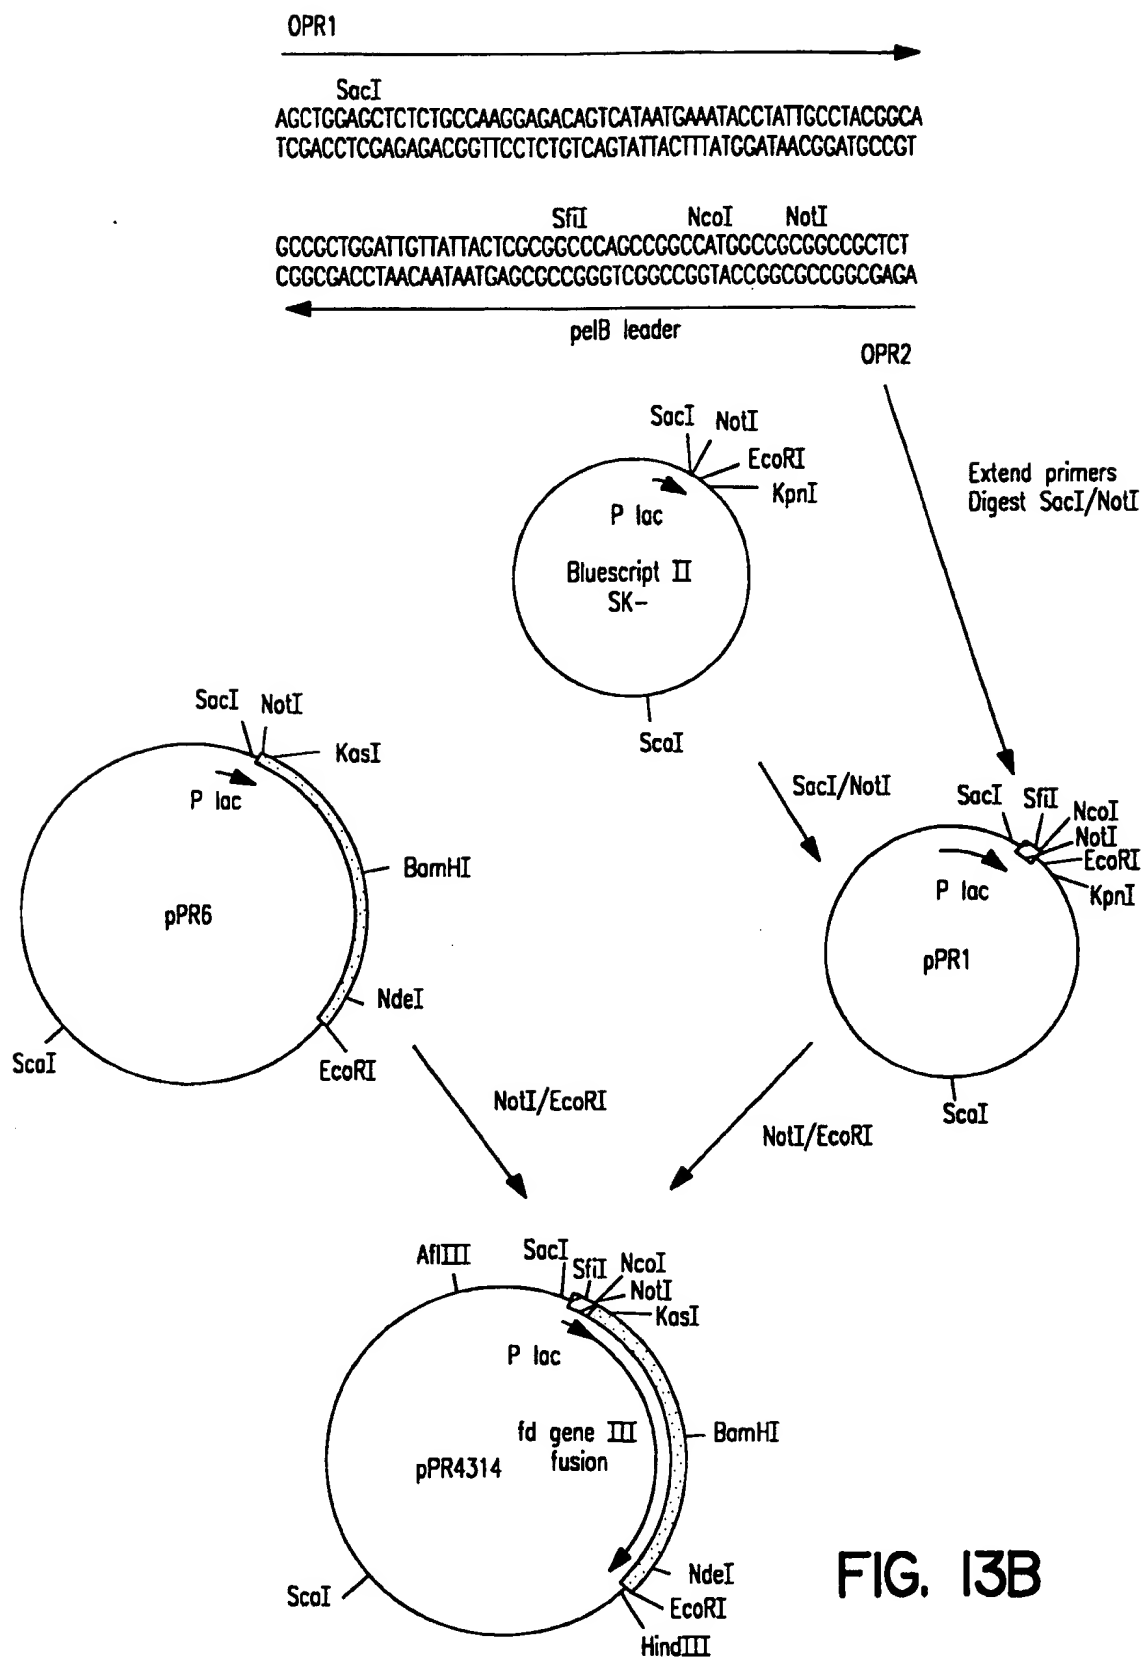 OPR1
SacI
AGCTGGAGCTCTCTGCCAAGGAGACAGTCATAATGAAATACCTATTGCCTACGGCA
TCGACCTCGAGAGACGGTTCCTCTGTCAGTATTACTTTATGGATAACGGATGCCGT
SfiI NcoI NotI
GCCGCTGGATTGTTATTACTCGCGGCCCAGCCGGCCATGGCCGCGGCCGCTCT
CGGCGACCTAACAATAATGAGCGCCGGGTCGGCCGGTACCGGCGCCGGCGAGA
pelB leader
OPR2
Extend primers
Digest SacI/NotI
SacI
NotI
EcoRI
KpnI
P lac
Bluescript II
SK-
ScaI
SacI/NotI
SacI
NotI
KasI
P lac
BamHI
pPR6
NdeI
EcoRI
ScaI
SacI
SfiI
NcoI
NotI
EcoRI
KpnI
P lac
pPR1
ScaI
NotI/EcoRI
NotI/EcoRI
AflIII
SacI
SfiI
NcoI
NotI
KasI
P lac
fd gene III
fusion
BamHI
pPR4314
ScaI
NdeI
EcoRI
HindIII
FIG. 13B